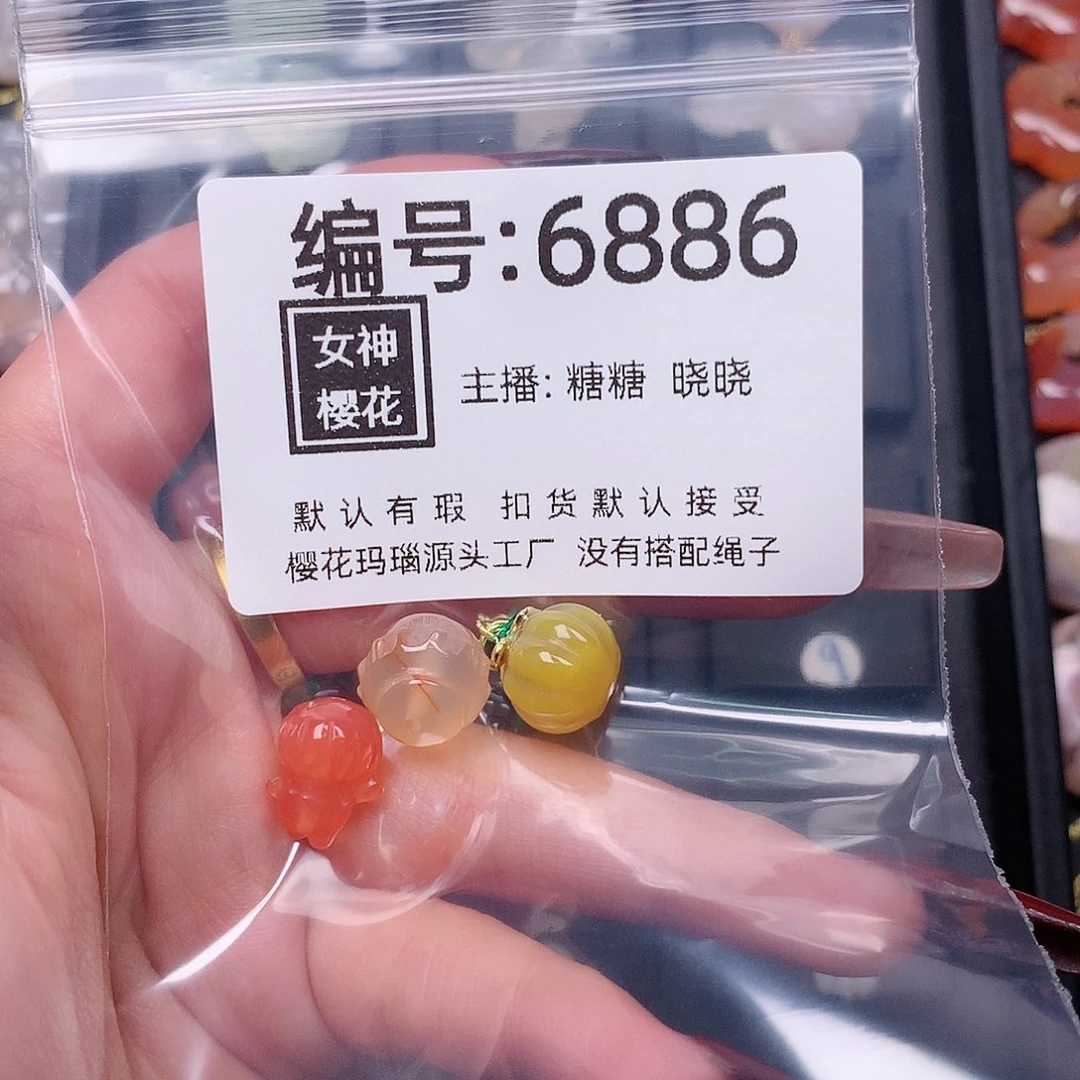 编号:6886
女神
樱花
主播: 糖糖 晓晓
默认有瑕 扣货默认接受
樱花玛瑙源头工厂 没有搭配绳子